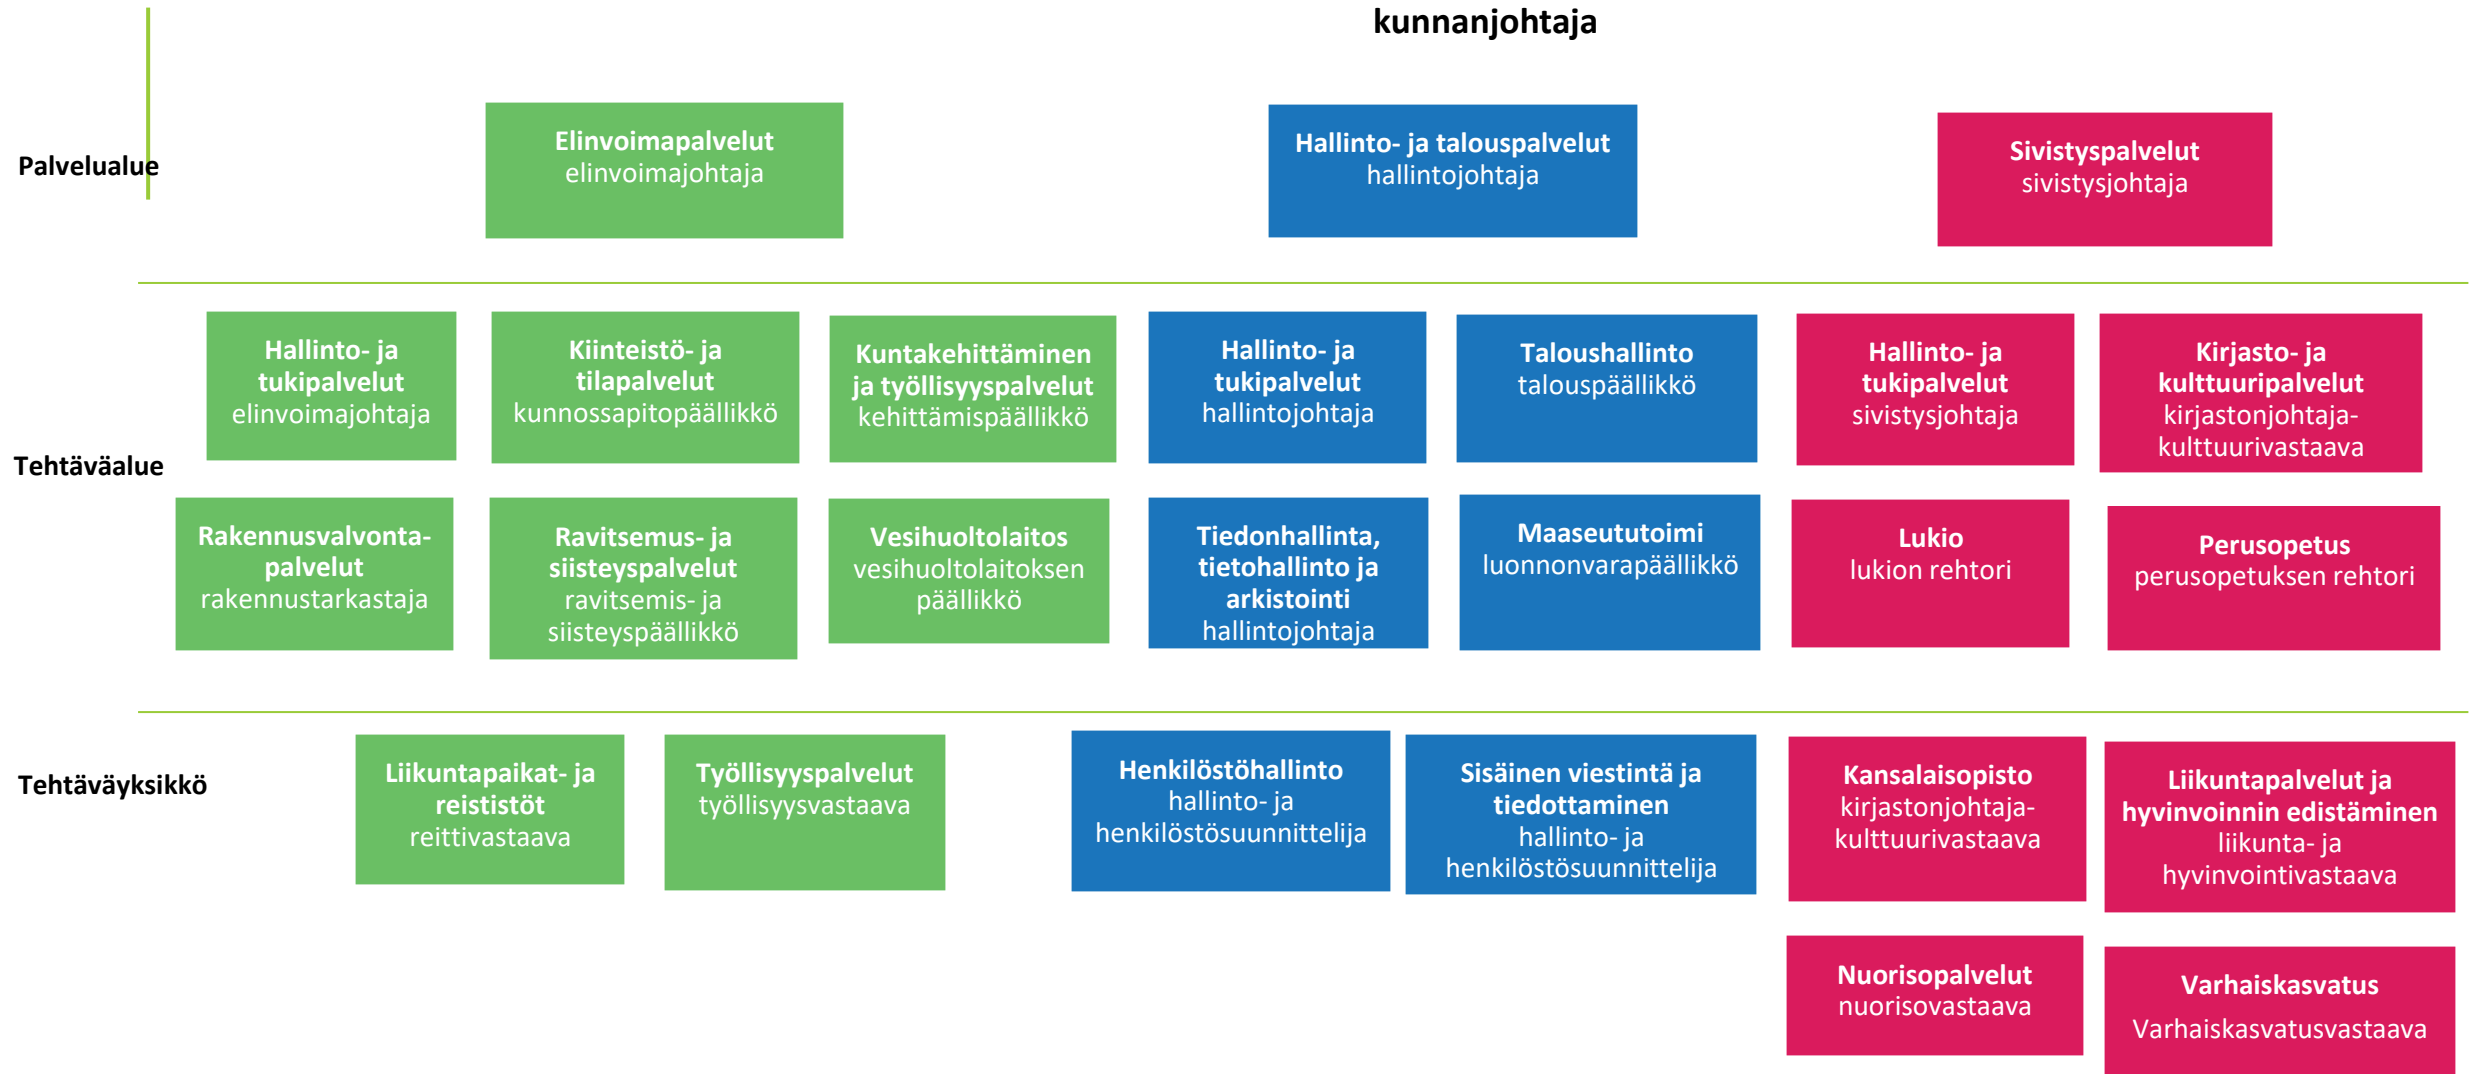 kunnanjohtaja
Palvelualue
Elinvoimapalvelut
elinvoimajohtaja
Hallinto- ja talouspalvelut
hallintojohtaja
Sivistyspalvelut
sivistysjohtaja
Tehtäväalue
Hallinto- ja
tukipalvelut
elinvoimajohtaja
Kiinteistö- ja
tilapalvelut
kunnossapitopäällikkö
Kuntakehittäminen
ja työllisyyspalvelut
kehittämispäällikkö
Hallinto- ja
tukipalvelut
hallintojohtaja
Taloushallinto
talouspäällikkö
Hallinto- ja
tukipalvelut
sivistysjohtaja
Kirjasto- ja
kulttuuripalvelut
kirjastonjohtaja-
kulttuurivastaava
Rakennusvalvonta-
palvelut
rakennustarkastaja
Ravitsemus- ja
siisteyspalvelut
ravitsemis- ja
siisteyspäällikkö
Vesihuoltolaitos
vesihuoltolaitoksen
päällikkö
Tiedonhallinta,
tietohallinto ja
arkistointi
hallintojohtaja
Maaseututoimi
luonnonvarapäällikkö
Lukio
lukion rehtori
Perusopetus
perusopetuksen rehtori
Tehtäväyksikkö
Liikuntapaikat- ja
reististöt
reittivastaava
Työllisyyspalvelut
työllisyysvastaava
Henkilöstöhallinto
hallinto- ja
henkilöstösuunnittelija
Sisäinen viestintä ja
tiedottaminen
hallinto- ja
henkilöstösuunnittelija
Kansalaisopisto
kirjastonjohtaja-
kulttuurivastaava
Liikuntapalvelut ja
hyvinvoinnin edistäminen
liikunta- ja
hyvinvointivastaava
Nuorisopalvelut
nuorisovastaava
Varhaiskasvatus
Varhaiskasvatusvastaava